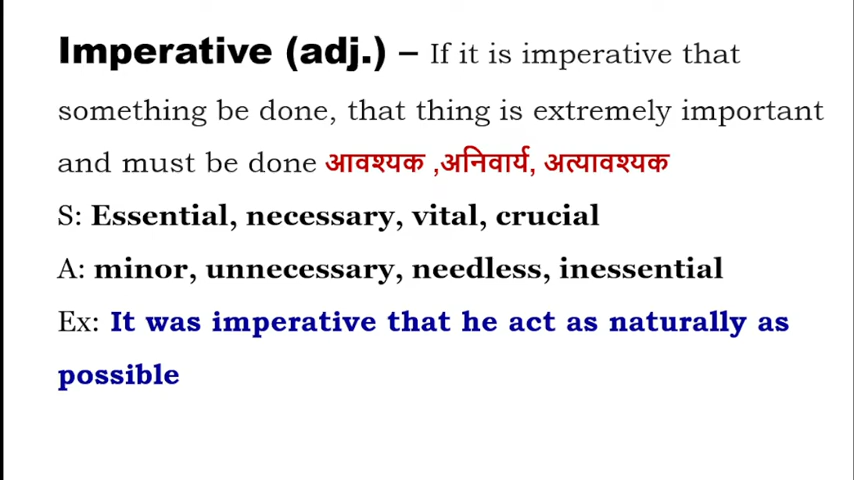 Imperative (adj.) – If it is imperative that
something be done, that thing is extremely important
and must be done आवश्यक ,अनिवार्य, अत्यावश्यक
S: Essential, necessary, vital, crucial
A: minor, unnecessary, needless, inessential
Ex: It was imperative that he act as naturally as
possible